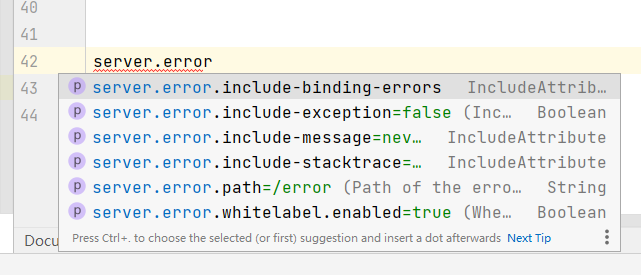 40
41
42 server.error
43
44
p server.error.include-binding-errors IncludeAttrib…
p server.error.include-exception=false (Inc… Boolean
p server.error.include-message=nev… IncludeAttribute
p server.error.include-stacktrace=… IncludeAttribute
p server.error.path=/error (Path of the erro… String
p server.error.whitelabel.enabled=true (Whe… Boolean
Press Ctrl+. to choose the selected (or first) suggestion and insert a dot afterwards Next Tip
Docu